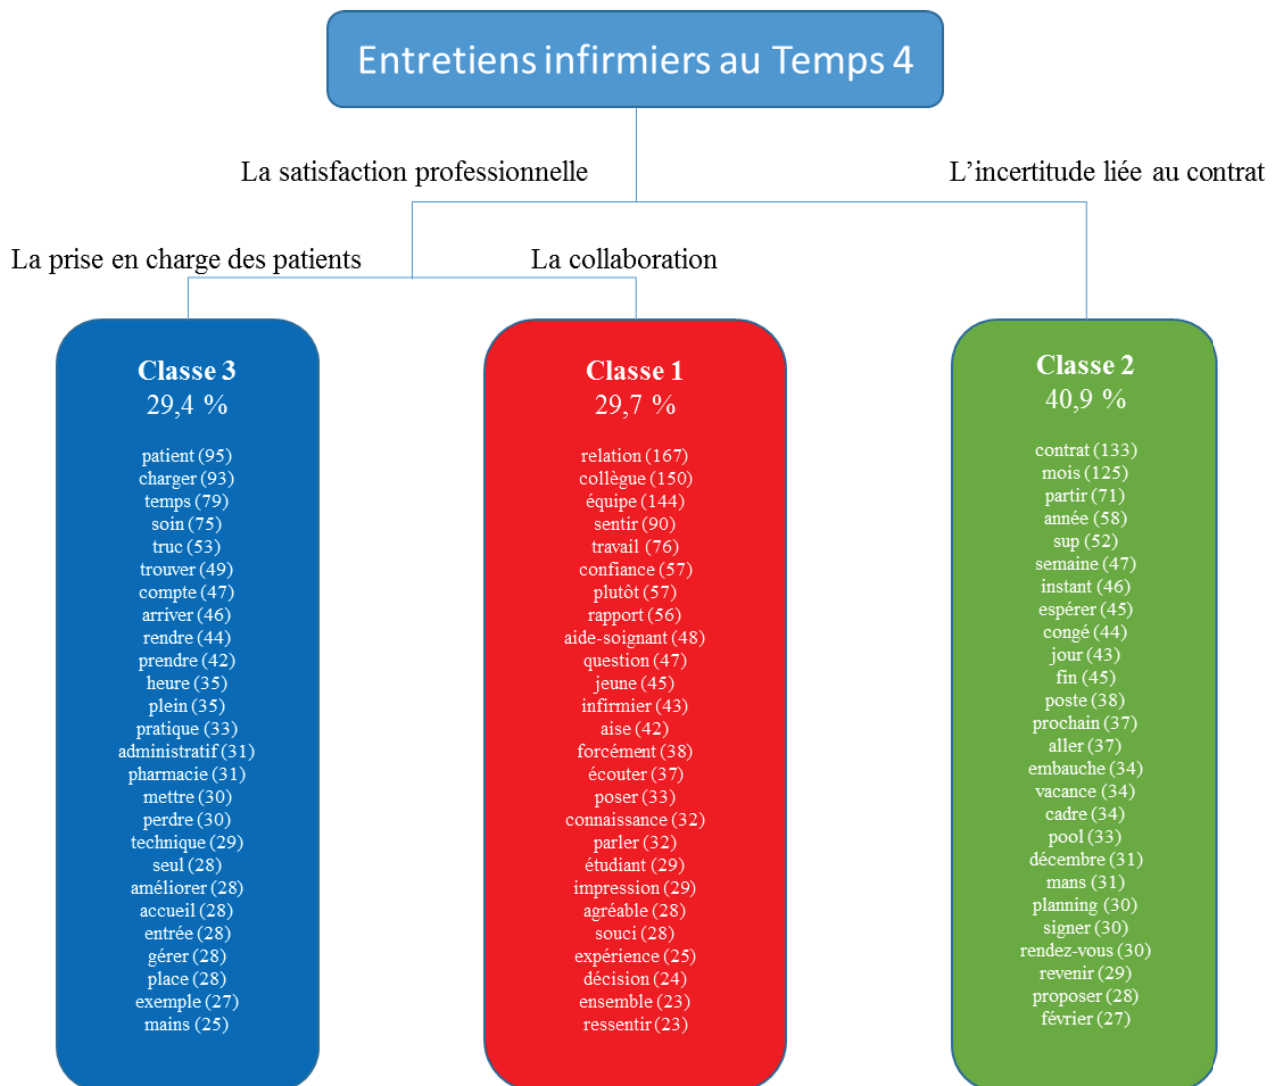 Entretiens infirmiers au Temps 4
La satisfaction professionnelle
L’incertitude liée au contrat
La prise en charge des patients
La collaboration
Classe 3
29,4 %
patient (95)
charger (93)
temps (79)
soin (75)
truc (53)
trouver (49)
compte (47)
arriver (46)
rendre (44)
prendre (42)
heure (35)
plein (35)
pratique (33)
administratif (31)
pharmacie (31)
mettre (30)
perdre (30)
technique (29)
seul (28)
améliorer (28)
accueil (28)
entrée (28)
gérer (28)
place (28)
exemple (27)
mains (25)
Classe 1
29,7 %
relation (167)
collègue (150)
équipe (144)
sentir (90)
travail (76)
confiance (57)
plutôt (57)
rapport (56)
aide-soignant (48)
question (47)
jeune (45)
infirmier (43)
aise (42)
forcément (38)
écouter (37)
poser (33)
connaissance (32)
parler (32)
étudiant (29)
impression (29)
agréable (28)
souci (28)
expérience (25)
décision (24)
ensemble (23)
ressentir (23)
Classe 2
40,9 %
contrat (133)
mois (125)
partir (71)
année (58)
sup (52)
semaine (47)
instant (46)
espérer (45)
congé (44)
jour (43)
fin (45)
poste (38)
prochain (37)
aller (37)
embauche (34)
vacance (34)
cadre (34)
pool (33)
décembre (31)
mans (31)
planning (30)
signer (30)
rendez-vous (30)
revenir (29)
proposer (28)
février (27)